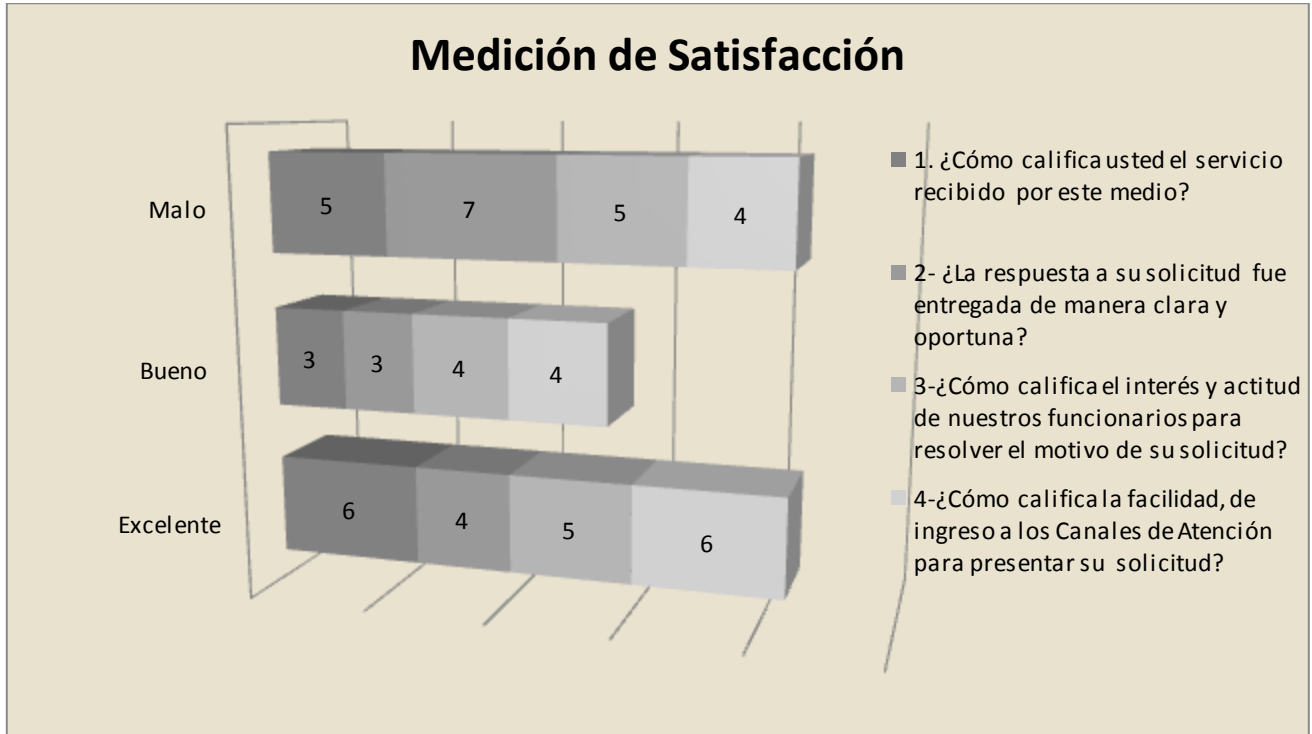 Medición de Satisfacción
Malo
5 7 5 4
Bueno
3 3 4 4
Excelente
6 4 5 6
1. ¿Cómo califica usted el servicio
recibido por este medio?
2- ¿La respuesta a su solicitud fue
entregada de manera clara y
oportuna?
3-¿Cómo califica el interés y actitud
de nuestros funcionarios para
resolver el motivo de su solicitud?
4-¿Cómo califica la facilidad, de
ingreso a los Canales de Atención
para presentar su solicitud?